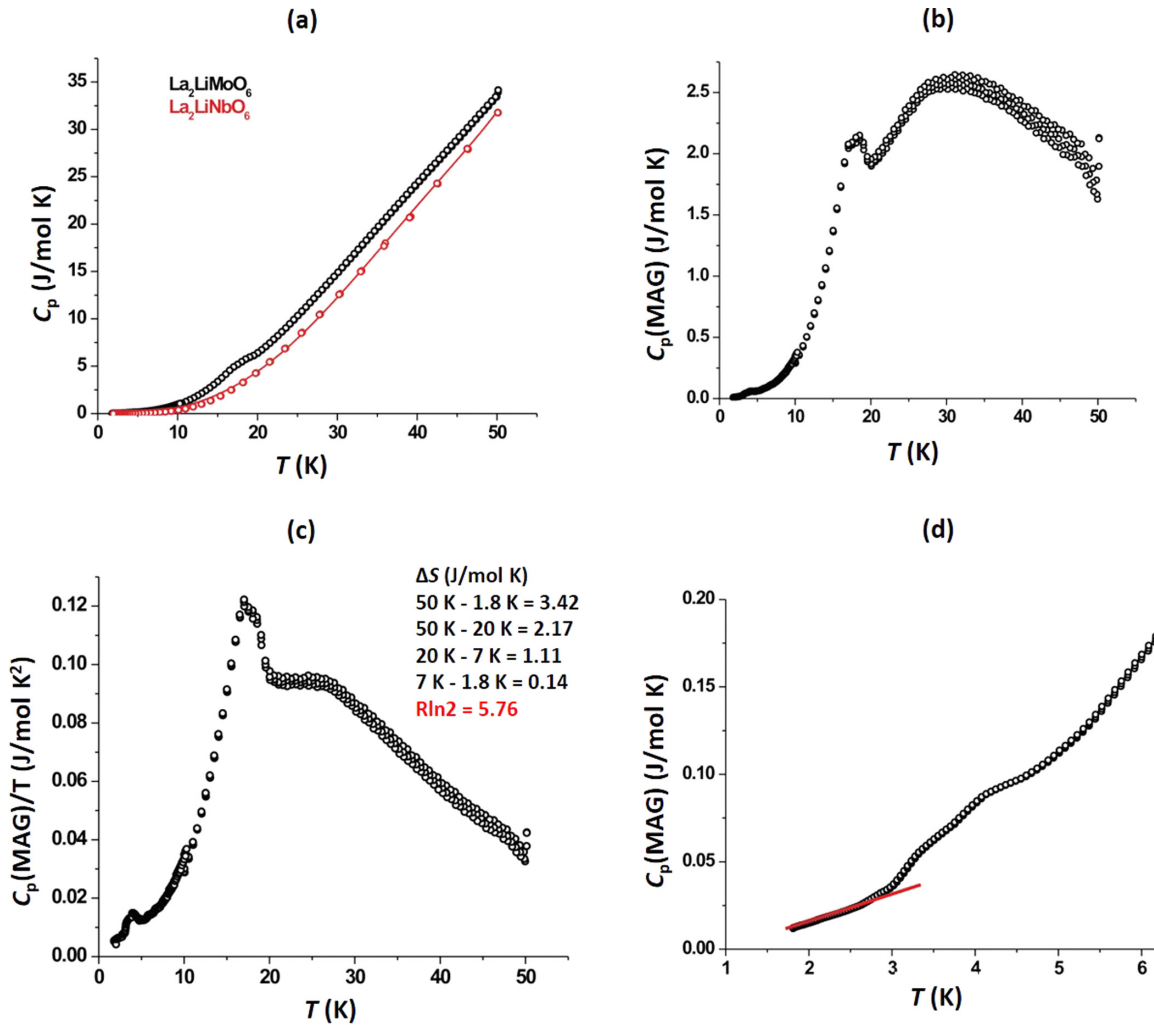 (a)
La₂LiMoO₆
La₂LiNbO₆
35
30
25
20
15
10
5
0
0 10 20 30 40 50
Cₚ (J/mol K)
T (K)
(b)
2.5
2.0
1.5
1.0
0.5
0.0
0 10 20 30 40 50
Cₚ(MAG) (J/mol K)
T (K)
(c)
ΔS (J/mol K)
50 K - 1.8 K = 3.42
50 K - 20 K = 2.17
20 K - 7 K = 1.11
7 K - 1.8 K = 0.14
Rln2 = 5.76
0.12
0.10
0.08
0.06
0.04
0.02
0.00
0 10 20 30 40 50
Cₚ(MAG)/T (J/mol K²)
T (K)
(d)
0.20
0.15
0.10
0.05
0.00
1 2 3 4 5 6
Cₚ(MAG) (J/mol K)
T (K)